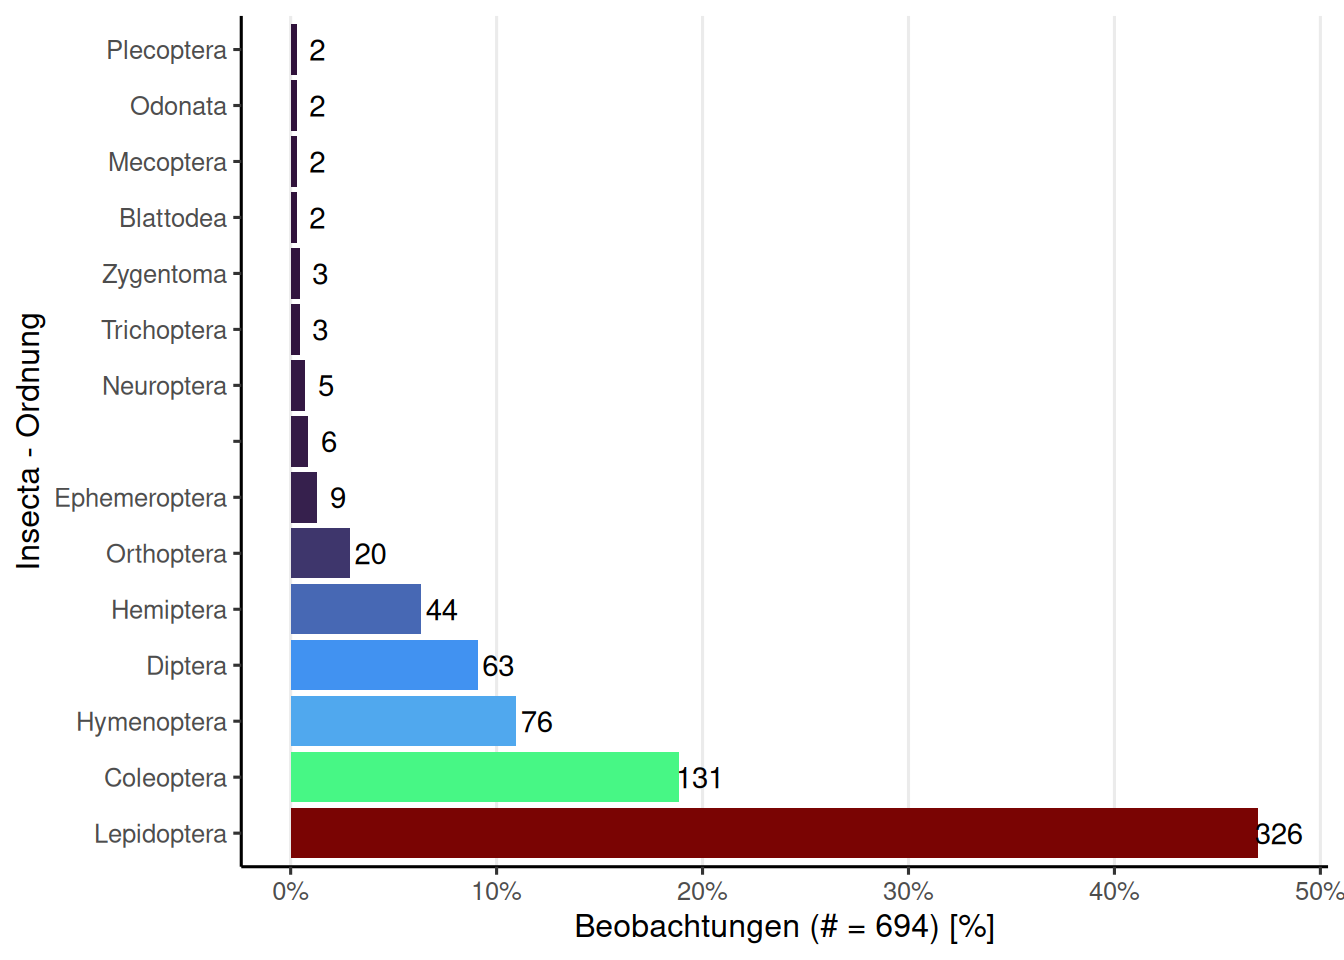 Insecta - Ordnung
Plecoptera 2
Odonata 2
Mecoptera 2
Blattodea 2
Zygentoma 3
Trichoptera 3
Neuroptera 5
6
Ephemeroptera 9
Orthoptera 20
Hemiptera 44
Diptera 63
Hymenoptera 76
Coleoptera 131
Lepidoptera 326
0% 10% 20% 30% 40% 50%
Beobachtungen (# = 694) [%]